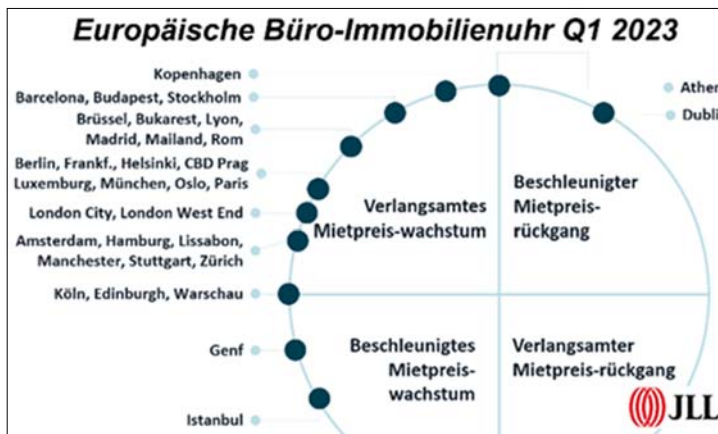 Europäische Büro-Immobilienuhr Q1 2023
Kopenhagen
Barcelona, Budapest, Stockholm
Brüssel, Bukarest, Lyon,
Madrid, Mailand, Rom
Berlin, Frankf., Helsinki, CBD Prag
Luxemburg, München, Oslo, Paris
London City, London West End
Amsterdam, Hamburg, Lissabon,
Manchester, Stuttgart, Zürich
Köln, Edinburgh, Warschau
Genf
Istanbul
Verlangsamtes
Mietpreis-wachstum
Beschleunigter
Mietpreis-
rückgang
Beschleunigtes
Mietpreis-
wachstum
Verlangsamter
Mietpreis-rückgang
JLL